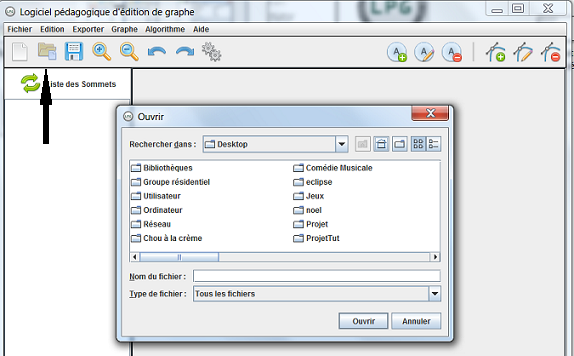 LPG
Logiciel pédagogique d'édition de graphe
Fichier Edition Exporter Graphe Algorithme Aide
A A A
Liste des Sommets
Ouvrir
Rechercher dans : Desktop
Bibliothèques Comédie Musicale
Groupe résidentiel eclipse
Utilisateur Jeux
Ordinateur noel
Réseau Projet
Chou à la crème ProjetTut
Nom du fichier :
Type de fichier : Tous les fichiers
Ouvrir Annuler